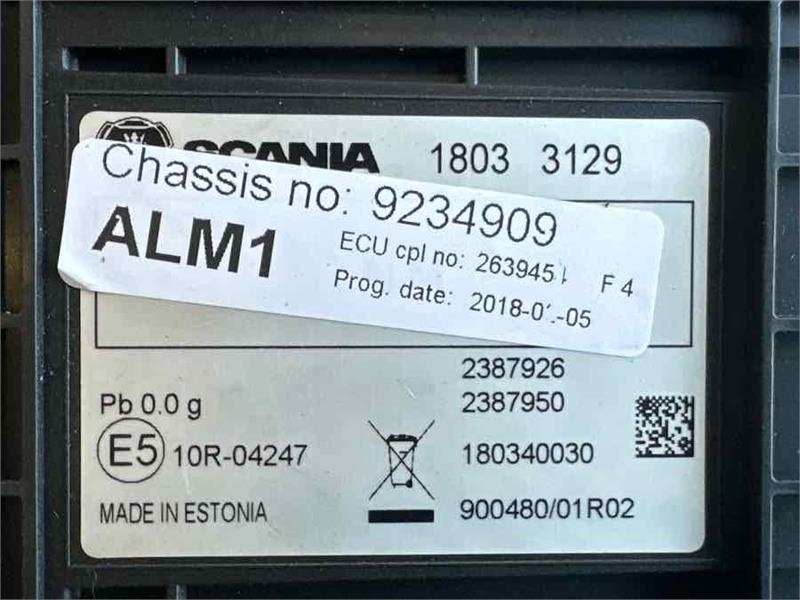 SCANIA 1803 3129
Chassis no: 9234909
ALM1
ECU cpl no: F 4
Prog. date:
2387926
Pb 0.0 g 2387950
E5 10R-04247 180340030
MADE IN ESTONIA 900480/01R02